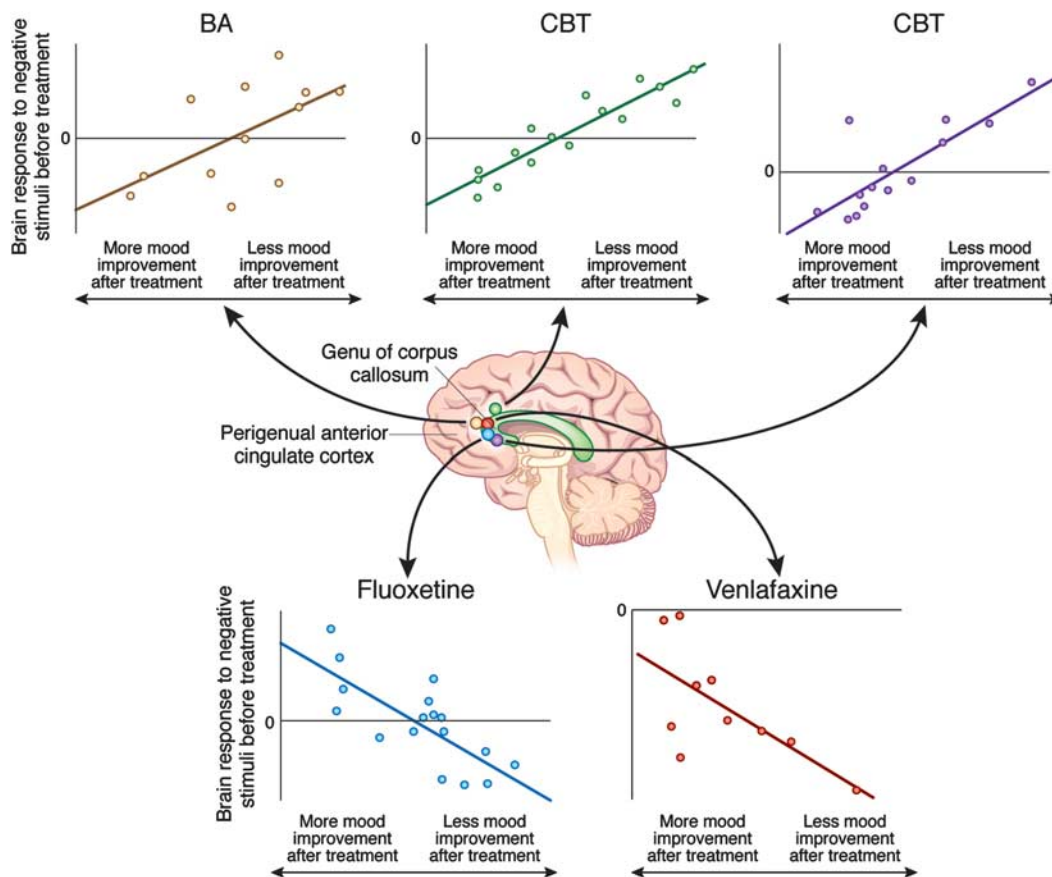 BA
CBT
CBT
Brain response to negative
stimuli before treatment
0
0
0
More mood
improvement
after treatment
Less mood
improvement
after treatment
More mood
improvement
after treatment
Less mood
improvement
after treatment
More mood
improvement
after treatment
Less mood
improvement
after treatment
Genu of corpus
callosum
Perigenual anterior
cingulate cortex
Fluoxetine
Venlafaxine
Brain response to negative
stimuli before treatment
0
0
More mood
improvement
after treatment
Less mood
improvement
after treatment
More mood
improvement
after treatment
Less mood
improvement
after treatment